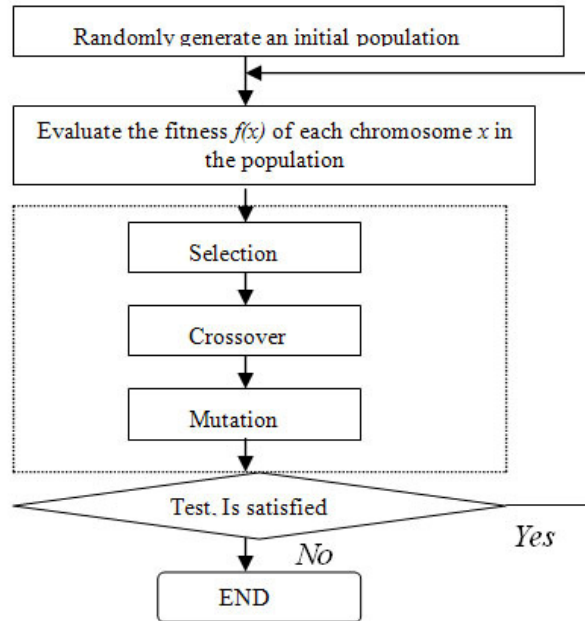 Randomly generate an initial population
Evaluate the fitness f(x) of each chromosome x in
the population
Selection
Crossover
Mutation
Test. Is satisfied
Yes
No
END